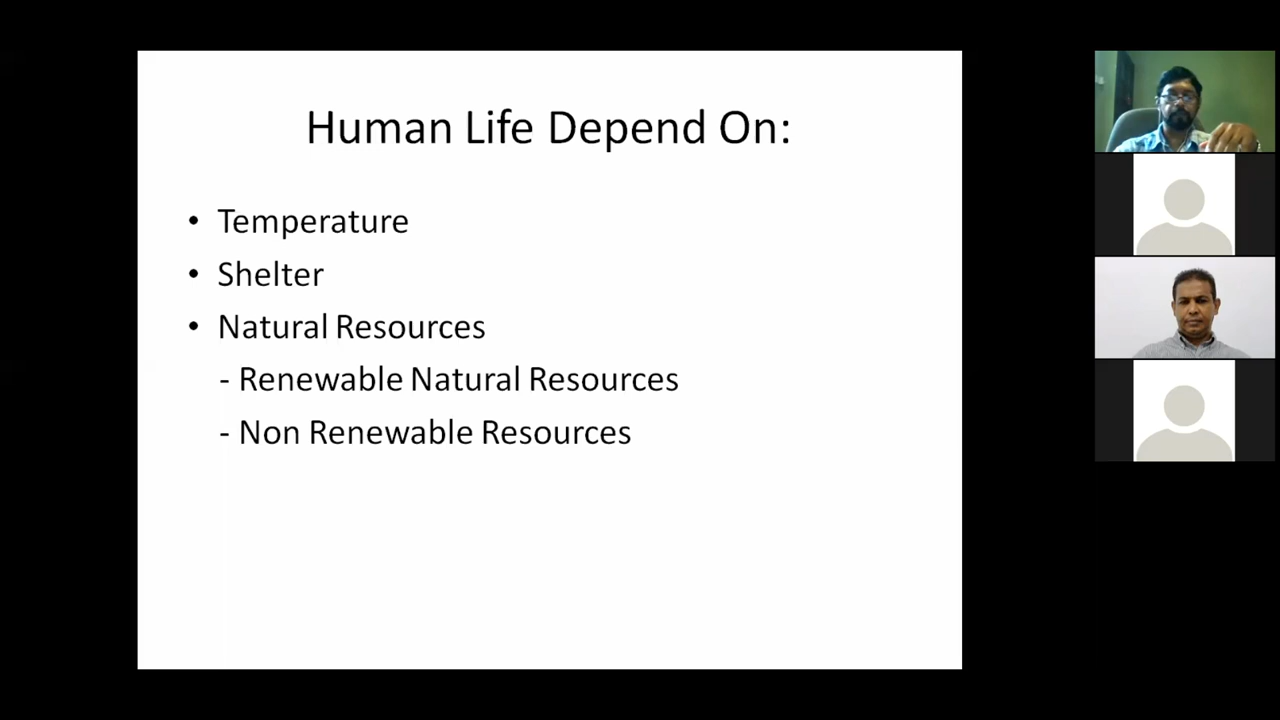 Human Life Depend On:
• Temperature
• Shelter
• Natural Resources
- Renewable Natural Resources
- Non Renewable Resources